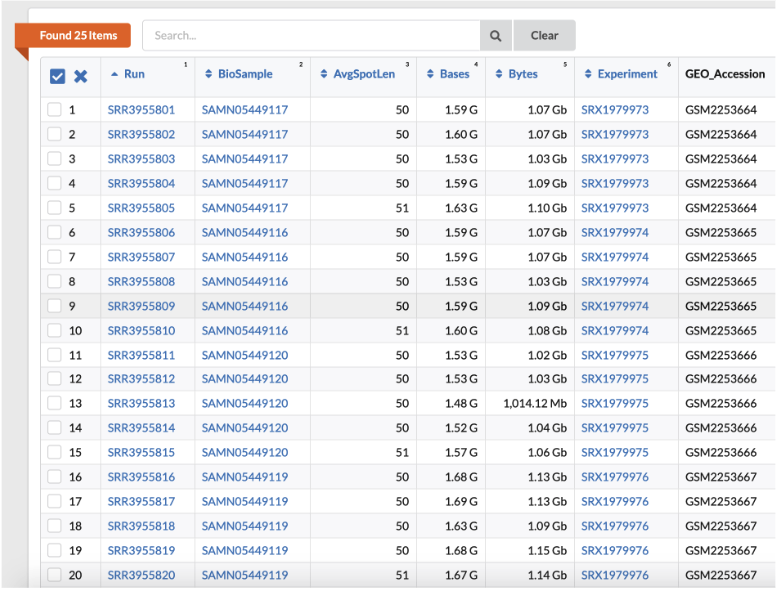 Found 25 Items Search... Clear
1 2 3 4 5 6
Run BioSample AvgSpotLen Bases Bytes Experiment GEO_Accession
1 SRR3955801 SAMN05449117 50 1.59 G 1.07 Gb SRX1979973 GSM2253664
2 SRR3955802 SAMN05449117 50 1.60 G 1.07 Gb SRX1979973 GSM2253664
3 SRR3955803 SAMN05449117 50 1.53 G 1.03 Gb SRX1979973 GSM2253664
4 SRR3955804 SAMN05449117 50 1.59 G 1.09 Gb SRX1979973 GSM2253664
5 SRR3955805 SAMN05449117 51 1.63 G 1.10 Gb SRX1979973 GSM2253664
6 SRR3955806 SAMN05449116 50 1.59 G 1.07 Gb SRX1979974 GSM2253665
7 SRR3955807 SAMN05449116 50 1.59 G 1.07 Gb SRX1979974 GSM2253665
8 SRR3955808 SAMN05449116 50 1.53 G 1.03 Gb SRX1979974 GSM2253665
9 SRR3955809 SAMN05449116 50 1.59 G 1.09 Gb SRX1979974 GSM2253665
10 SRR3955810 SAMN05449116 51 1.60 G 1.08 Gb SRX1979974 GSM2253665
11 SRR3955811 SAMN05449120 50 1.53 G 1.02 Gb SRX1979975 GSM2253666
12 SRR3955812 SAMN05449120 50 1.53 G 1.03 Gb SRX1979975 GSM2253666
13 SRR3955813 SAMN05449120 50 1.48 G 1,014.12 Mb SRX1979975 GSM2253666
14 SRR3955814 SAMN05449120 50 1.52 G 1.04 Gb SRX1979975 GSM2253666
15 SRR3955815 SAMN05449120 51 1.57 G 1.06 Gb SRX1979975 GSM2253666
16 SRR3955816 SAMN05449119 50 1.68 G 1.13 Gb SRX1979976 GSM2253667
17 SRR3955817 SAMN05449119 50 1.69 G 1.13 Gb SRX1979976 GSM2253667
18 SRR3955818 SAMN05449119 50 1.63 G 1.09 Gb SRX1979976 GSM2253667
19 SRR3955819 SAMN05449119 50 1.68 G 1.15 Gb SRX1979976 GSM2253667
20 SRR3955820 SAMN05449119 51 1.67 G 1.14 Gb SRX1979976 GSM2253667